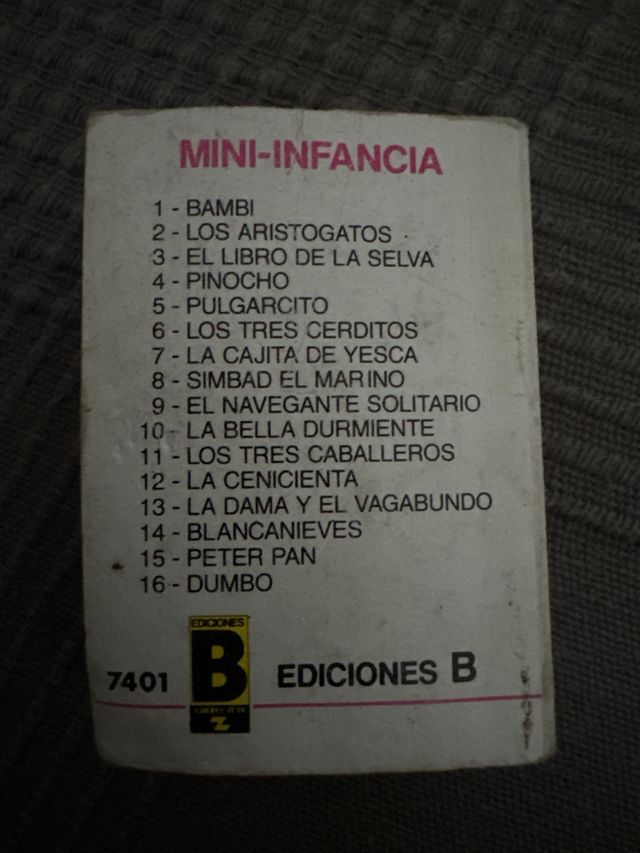 MINI-INFANCIA
1 - BAMBI
2 - LOS ARISTOGATOS
3 - EL LIBRO DE LA SELVA
4 - PINOCHO
5 - PULGARCITO
6 - LOS TRES CERDITOS
7 - LA CAJITA DE YESCA
8 - SIMBAD EL MARINO
9 - EL NAVEGANTE SOLITARIO
10 - LA BELLA DURMIENTE
11 - LOS TRES CABALLEROS
12 - LA CENICIENTA
13 - LA DAMA Y EL VAGABUNDO
14 - BLANCANIEVES
15 - PETER PAN
16 - DUMBO
EDICIONES
B
GRUPO ZETA
Z
7401
EDICIONES B